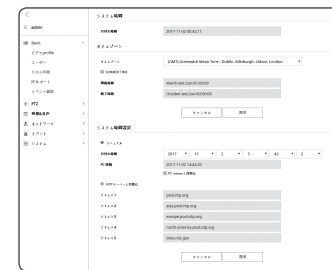 admin
Basic
ビデオprofile
ユーザー
日付&時間
IP & ポート
イベント設定
PTZ
映像&音声
ネットワーク
イベント
システム
システム時間
日付&時間
2017-11-02 00:42:11
タイムゾーン
タイムゾーン
(GMT) Greenwich Mean Time : Dublin, Edinburgh, Lisbon, London
SUMMER TIME
開始時間
March:last,Sun/01:00:00
終了時間
October:last,Sun/02:00:00
キャンセル
適用
システム時間設定
マニュアル
日付&時間
2017
11
2
5
42
2
PC 時間
2017-11-02 14:42:20
PC timeaと同期化
NTPサーバーと同期化
アドレス 1
pool.ntp.org
アドレス 2
asia.pool.ntp.org
アドレス 3
europe.pool.ntp.org
アドレス 4
north-america.pool.ntp.org
アドレス 5
time.nist.gov
キャンセル
適用